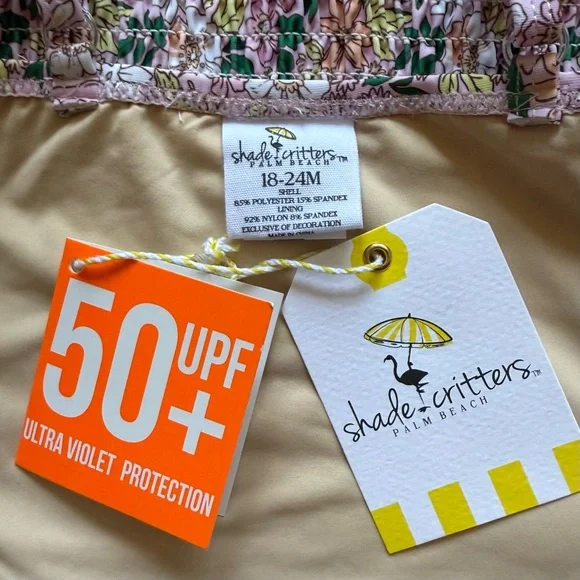 shade critters™
PALM BEACH
18-24M
SHELL
85% POLYESTER 15% SPANDEX
LINING
92% NYLON 8% SPANDEX
EXCLUSIVE OF DECORATION
MADE IN CHINA
50 UPF
+
ULTRA VIOLET PROTECTION
shade critters™
PALM BEACH